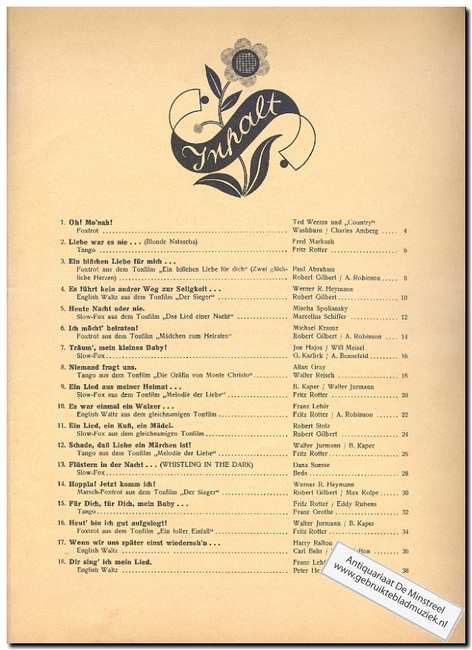 Inhalt
1. Oh! Mo'nah! Ted Weems und „Country"
Foxtrot Washburn / Charles Amberg 4
2. Liebe war es nie . . . (Blonde Natascha) Fred Markush
Tango Fritz Rotter 6
3. Ein bißchen Liebe für mich . . . Paul Abraham
Foxtrot aus dem Tonfilm „Ein bißchen Liebe für dich" (Zwei glück-
liche Herzen) Robert Gilbert / A. Robinson 8
4. Es führt kein andrer Weg zur Seligkeit . . . Werner R. Heymann
English Waltz aus dem Tonfilm „Der Sieger" Robert Gilbert 10
5. Heute Nacht oder nie. Mischa Spoliansky
Slow-Fox aus dem Tonfilm „Das Lied einer Nacht" Marcellus Schiffer 12
6. Ich möcht' heiraten! Michael Krausz
Foxtrot aus dem Tonfilm „Mädchen zum Heiraten" Robert Gilbert / A. Robinson 14
7. Träum', mein kleines Baby! Joe Hajos / Will Meisel
Slow-Fox G. Karlick / A. 16
8. Niemand fragt uns. Allan Gray
Tango aus dem Tonfilm „Die Gräfin von Monte Christo" Walter Reisch 18
9. Ein Lied aus meiner Heimat . . . B. Kaper / Walter Jurmann
Slow-Fox aus dem Tonfilm „Melodie der Liebe" Fritz Rotter 20
10. Es war einmal ein Walzer . . . Franz Lehár
English Waltz aus dem gleichnamigen Tonfilm Fritz Rotter / A. Robinson 22
11. Ein Lied, ein Kuß, ein Mädel. Robert Stolz
Slow-Fox aus dem gleichnamigen Tonfilm Robert Gilbert 24
12. Schade, daß Liebe ein Märchen ist! Walter Jurmann / B. Kaper
Tango aus dem Tonfilm „Melodie der Liebe" Fritz Rotter 26
13. Flüstern in der Nacht . . . (WHISTLING IN THE DARK) Dana Suesse
Slow-Fox Beda 28
14. Hoppla! Jetzt komm ich! Werner R. Heymann
Marsch-Foxtrot aus dem Tonfilm „Der Sieger" Robert Gilbert / Max Kolpe 30
15. Für Dich, für Dich, mein Baby . . . Fritz Rotter / Eddy Rubens
Tango Franz Grothe 32
16. Heut' bin ich gut aufgelegt! Walter Jurmann / B. Kaper
Foxtrot aus dem Tonfilm „Ein toller Einfall" Fritz Rotter 34
17. Wenn wir uns später einst wiederseh'n . . . Harry Ralton
English Waltz Carl Behr / 36
18. Dir sing' ich mein Lied. Franz
English Waltz Peter 38
Antiquariaat De Minstreel
www.gebruiktebladmuziek.nl